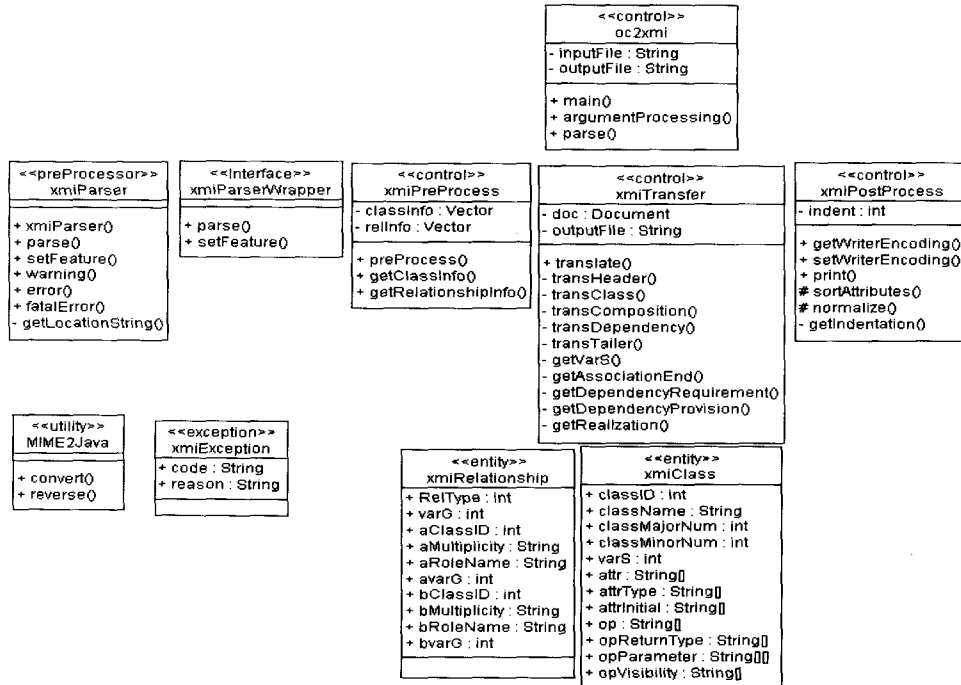 <<control>>
oc2xmi
- inputFile : String
- outputFile : String
+ main()
+ argumentProcessing()
+ parse()
<<preProcessor>>
xmiParser
+ xmiParser()
+ parse()
+ setFeature()
+ warning()
+ error()
+ fatalError()
- getLocationString()
<<Interface>>
xmiParserWrapper
+ parse()
+ setFeature()
<<control>>
xmiPreProcess
- classInfo : Vector
- relInfo : Vector
+ preProcess()
+ getClassInfo()
+ getRelationshipInfo()
<<control>>
xmiTransfer
- doc : Document
- outputFile : String
+ translate()
- transHeader()
- transClass()
- transComposition()
- transDependency()
- transTailer()
- getVarS()
- getAssociationEnd()
- getDependencyRequirement()
- getDependencyProvision()
- getRealization()
<<control>>
xmiPostProcess
- indent : int
+ getWriterEncoding()
+ setWriterEncoding()
+ print()
# sortAttributes()
# normalize()
- getIndentation()
<<utility>>
MIME2Java
+ convert()
+ reverse()
<<exception>>
xmiException
+ code : String
+ reason : String
<<entity>>
xmiRelationship
+ RelType : int
+ varG : int
+ aClassID : int
+ aMultiplicity : String
+ aRoleName : String
+ avarG : int
+ bClassID : int
+ bMultiplicity : String
+ bRoleName : String
+ bvarG : int
<<entity>>
xmiClass
+ classID : int
+ className : String
+ classMajorNum : int
+ classMinorNum : int
+ varS : int
+ attr : String[]
+ attrType : String[]
+ attrInitial : String[]
+ op : String[]
+ opReturnType : String[]
+ opParameter : String[][]
+ opVisibility : String[]